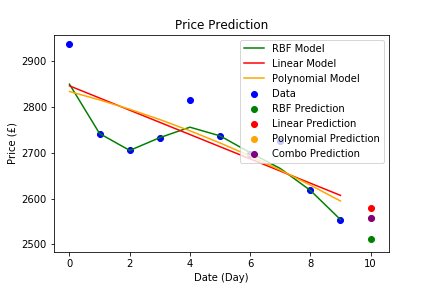 Price Prediction
Price (£)
2900
2800
2700
2600
2500
RBF Model
Linear Model
Polynomial Model
Data
RBF Prediction
Linear Prediction
Polynomial Prediction
Combo Prediction
0
2
4
6
8
10
Date (Day)